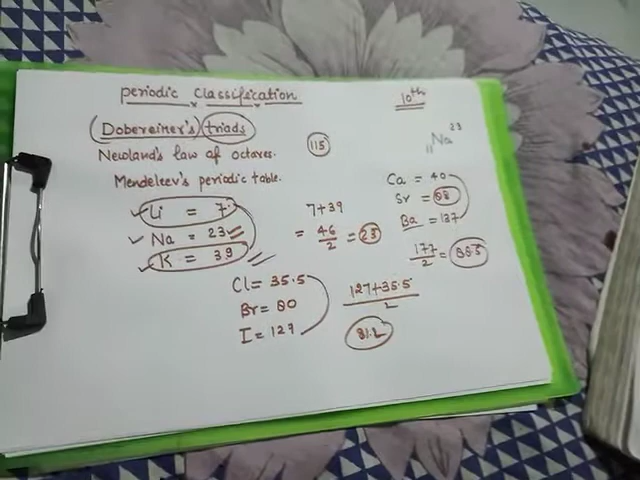 periodic classification
10th
(Dobereiner's) triads
Newland's law of octaves. 115
Mendeleev's periodic table.
11Na23
Li = 7.
Na = 23
K = 39
7+39
= 46/2 = 23
Ca = 40
Sr = 88
Ba = 137
177/2 = 88.5
Cl = 35.5
Br = 80
I = 127
127+35.5/2
81.2